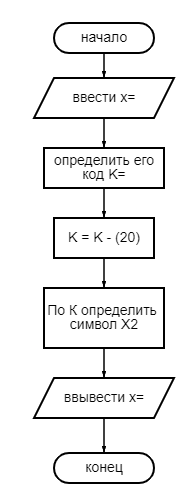 начало
ввести x=
определить его
код K=
K = K - (20)
По К определить
символ X2
ввывести x=
конец